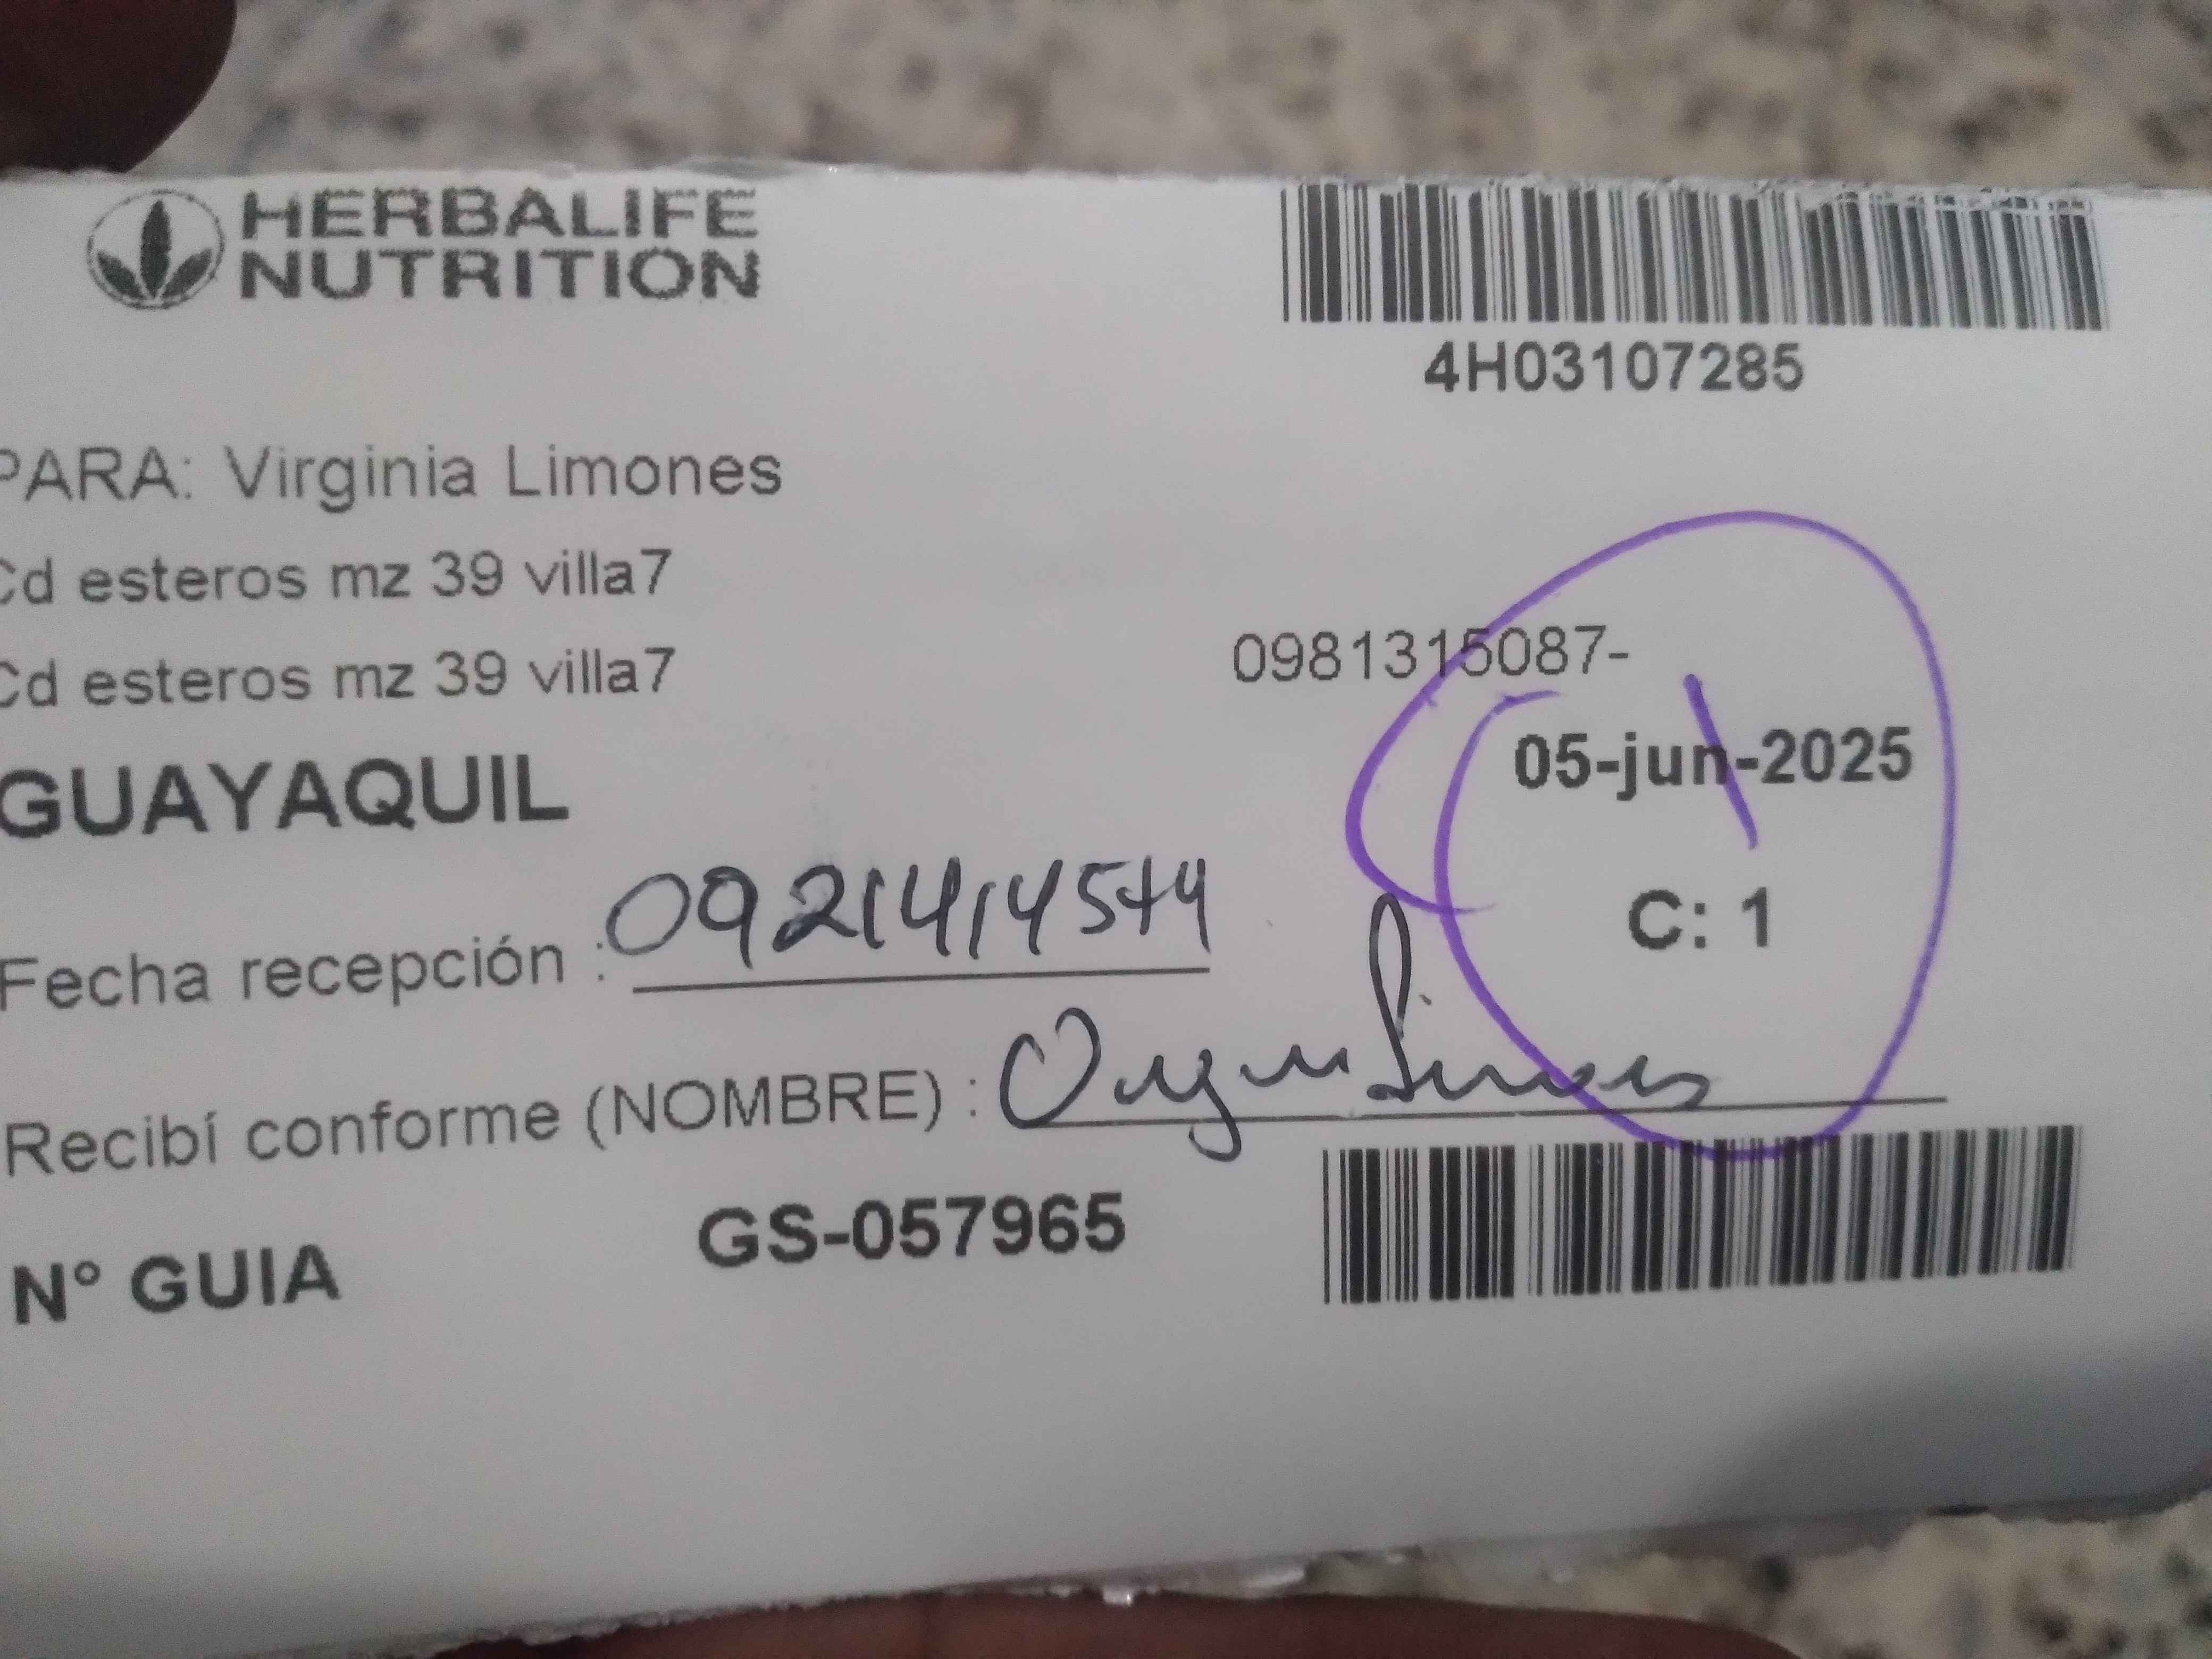 HERBALIFE
NUTRITION
4H03107285
PARA: Virginia Limones
Cd esteros mz 39 villa7
Cd esteros mz 39 villa7
0981315087-
05-jun-2025
GUAYAQUIL
C: 1
Fecha recepción :
Recibí conforme (NOMBRE) :
N° GUIA GS-057965